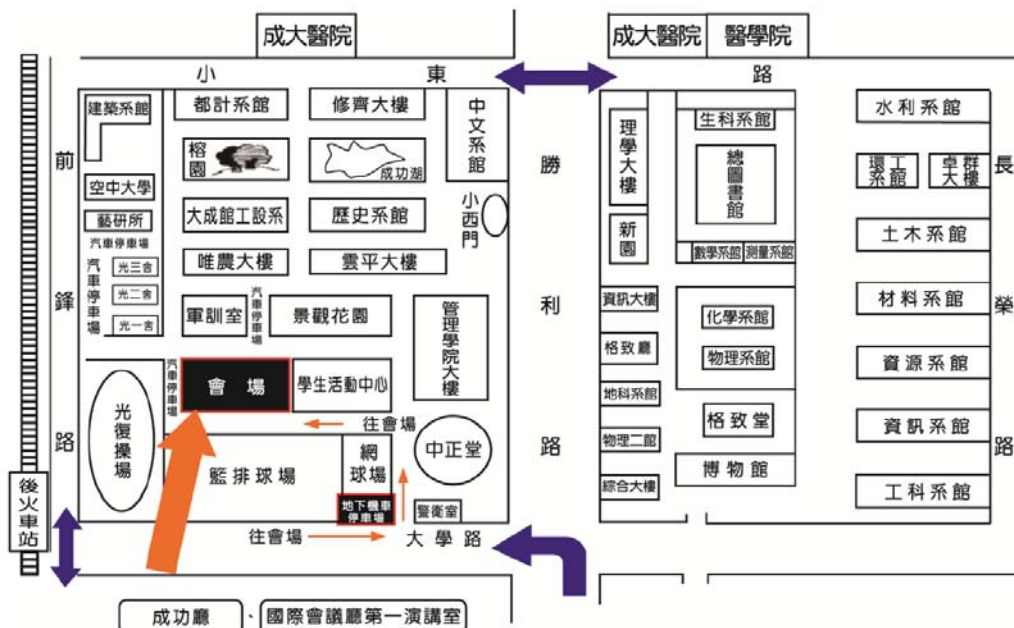 成大醫院
成大醫院
醫學院
小東路
建築系館
都計系館
修齊大樓
中文系館
榕園
成功湖
空中大學
藝研所
汽車停車場
汽車停車場
光三舍
光二舍
光一舍
大成館工設系
歷史系館
小西門
唯農大樓
雲平大樓
軍訓室
汽車停車場
景觀花園
管理學院大樓
汽車停車場
會場
學生活動中心
往會場
光復操場
籃排球場
網球場
中正堂
地下機車
停車場
警衛室
往會場
大學路
前鋒路
後火車站
勝利路
理學大樓
新園
生科系館
總圖書館
數學系館
測量系館
資訊大樓
格致廳
地科系館
物理二館
綜合大樓
化學系館
物理系館
格致堂
博物館
水利系館
環工系館
卓群大樓
土木系館
材料系館
資源系館
資訊系館
工科系館
長榮路
成功廳、國際會議廳第一演講室